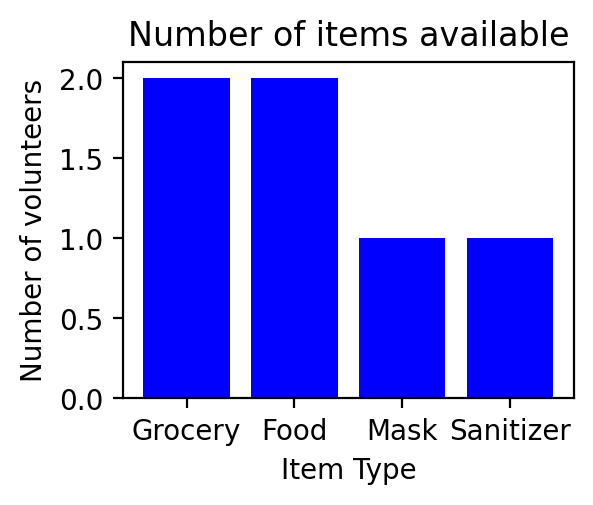 Number of items available
Number of volunteers
2.0
1.5
1.0
0.5
0.0
Grocery Food Mask Sanitizer
Item Type